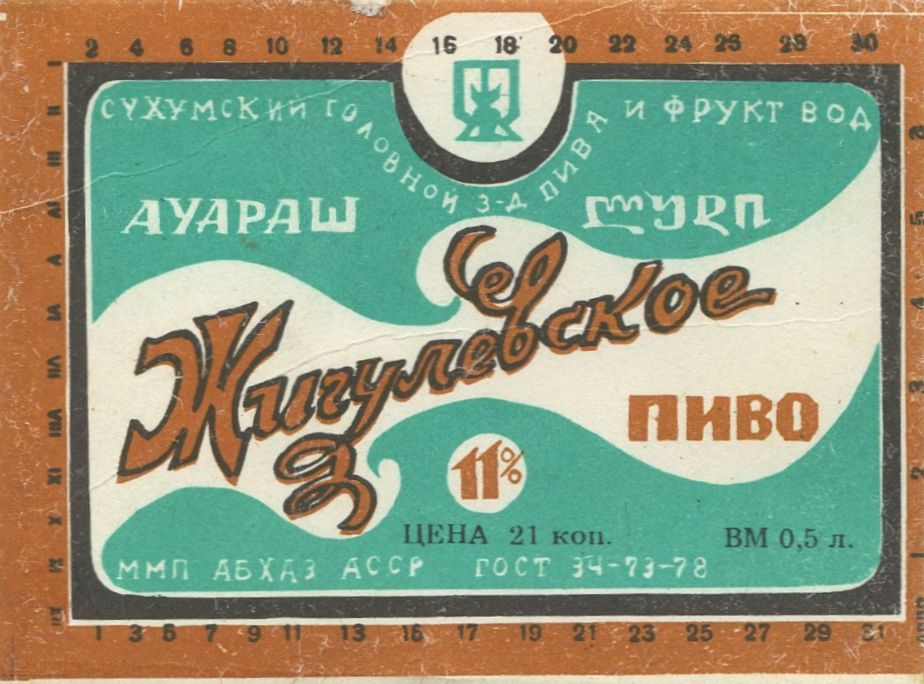 2 4 6 8 10 12 14 16 18 20 22 24 26 28 30
СУХУМСКИЙ ГОЛОВНОЙ З-Д ПИВА И ФРУКТ ВОД
АУАРАШ ლუდი
Жигулевское
ПИВО
11%
ЦЕНА 21 коп. ВМ 0,5 л.
ММП АБХАЗ АССР ГОСТ 34-73-78
1 3 5 7 9 11 13 15 17 19 21 23 25 27 29 31